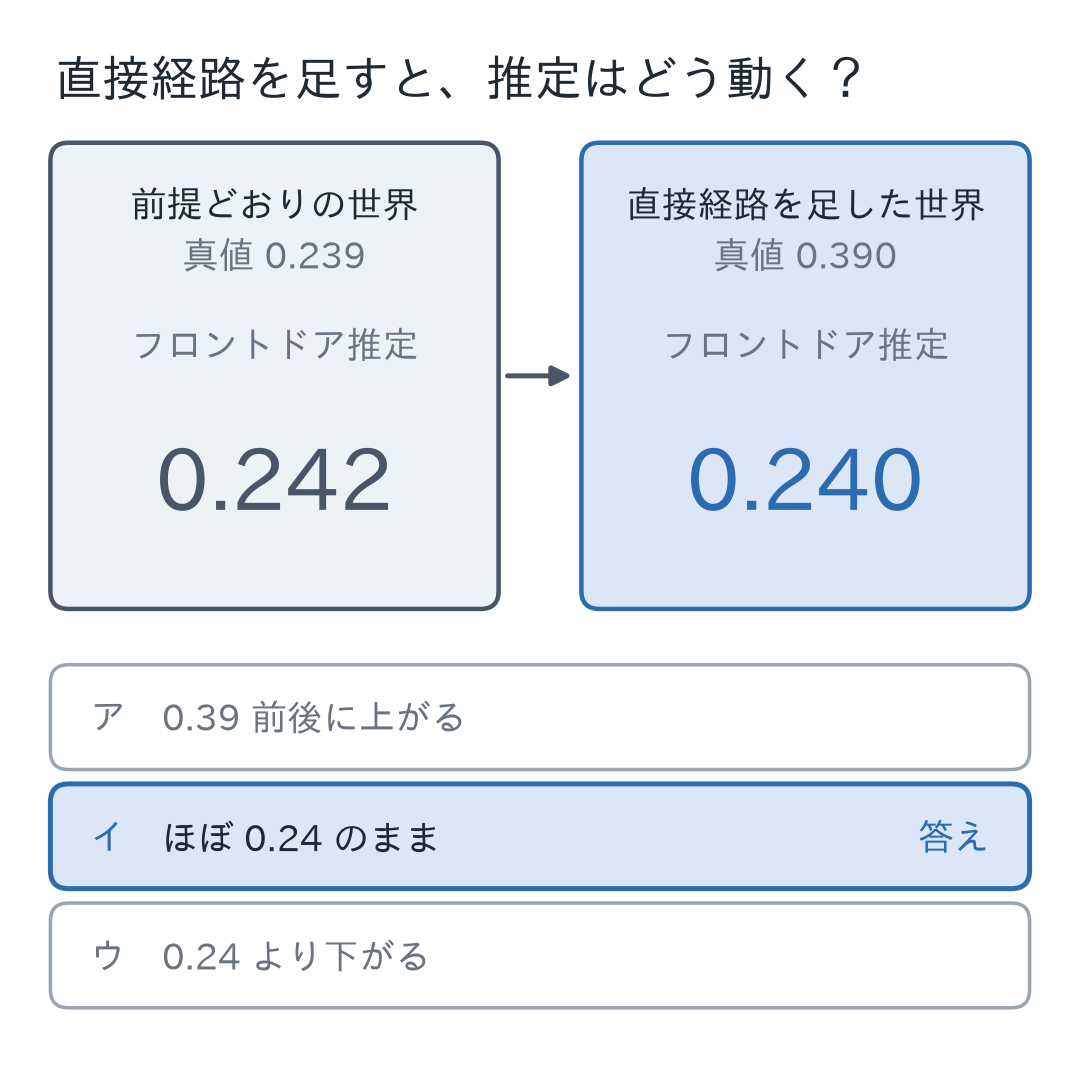 直接経路を足すと、推定はどう動く？
前提どおりの世界
真値 0.239
フロントドア推定
0.242
直接経路を足した世界
真値 0.390
フロントドア推定
0.240
ア 0.39 前後に上がる
イ ほぼ 0.24 のまま 答え
ウ 0.24 より下がる